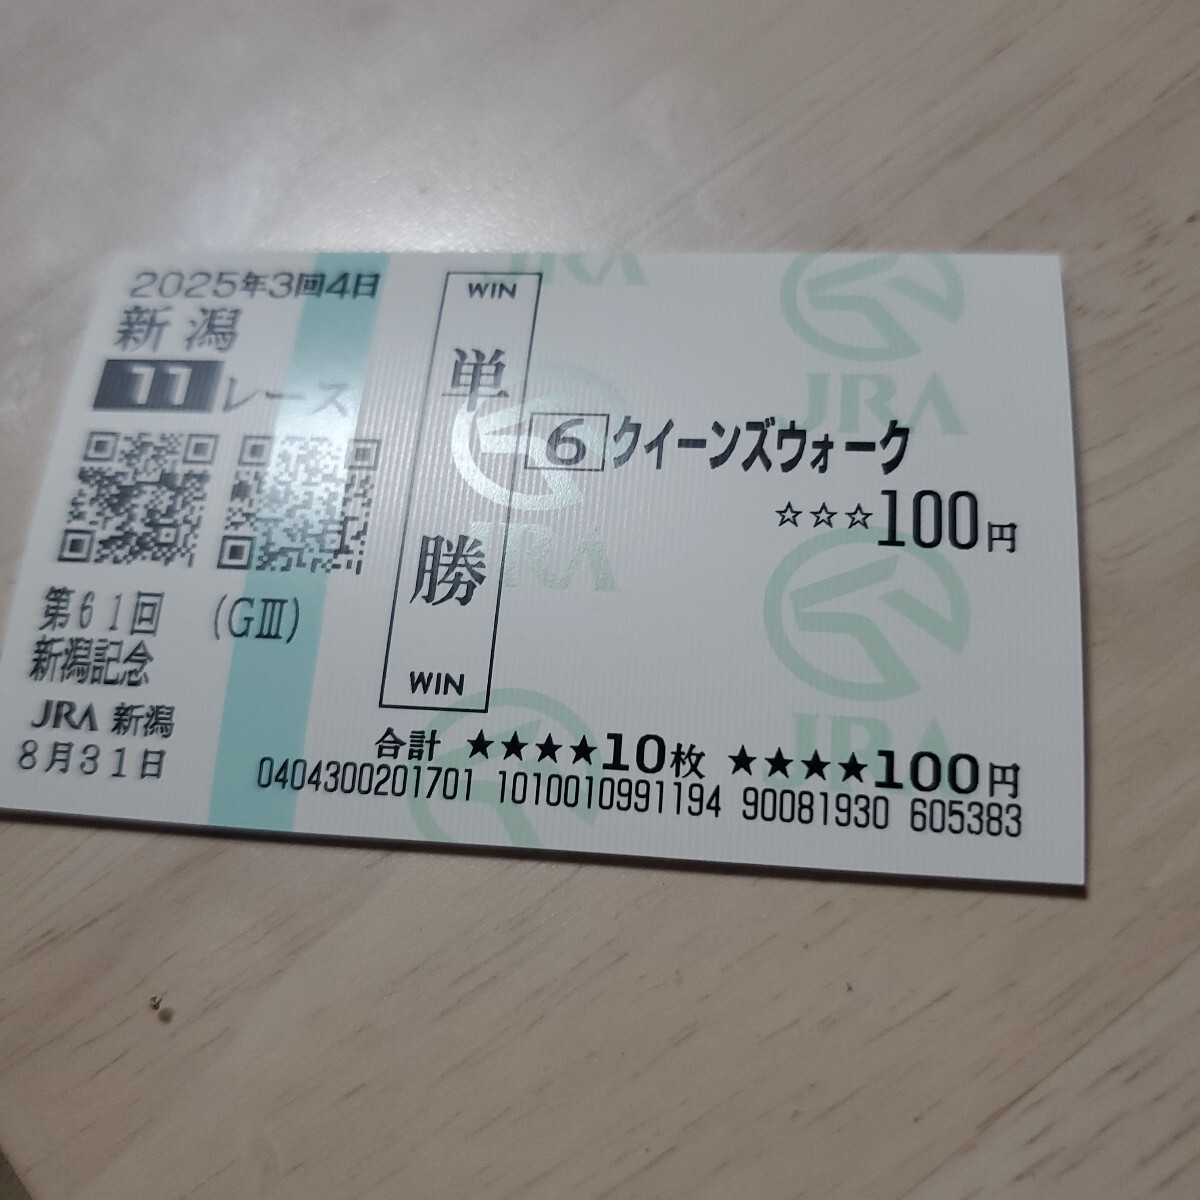 2025年3回4日
新潟
11レース
第61回 (GⅢ)
新潟記念
JRA 新潟
8月31日
WIN
単勝
WIN
6 クイーンズウォーク
☆☆☆100円
合計 ★★★★10枚 ★★★★100円
0404300201701 1010010991194 90081930 605383
JRA
JRA
JRA
JRA